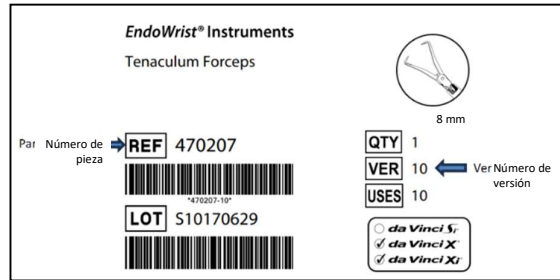 EndoWrist® Instruments
Tenaculum Forceps
8 mm
Par Número de
pieza
REF 470207
*470207-10*
LOT S10170629
QTY 1
VER 10
Ver Número de
versión
USES 10
da Vinci Si
da Vinci X
da Vinci Xi